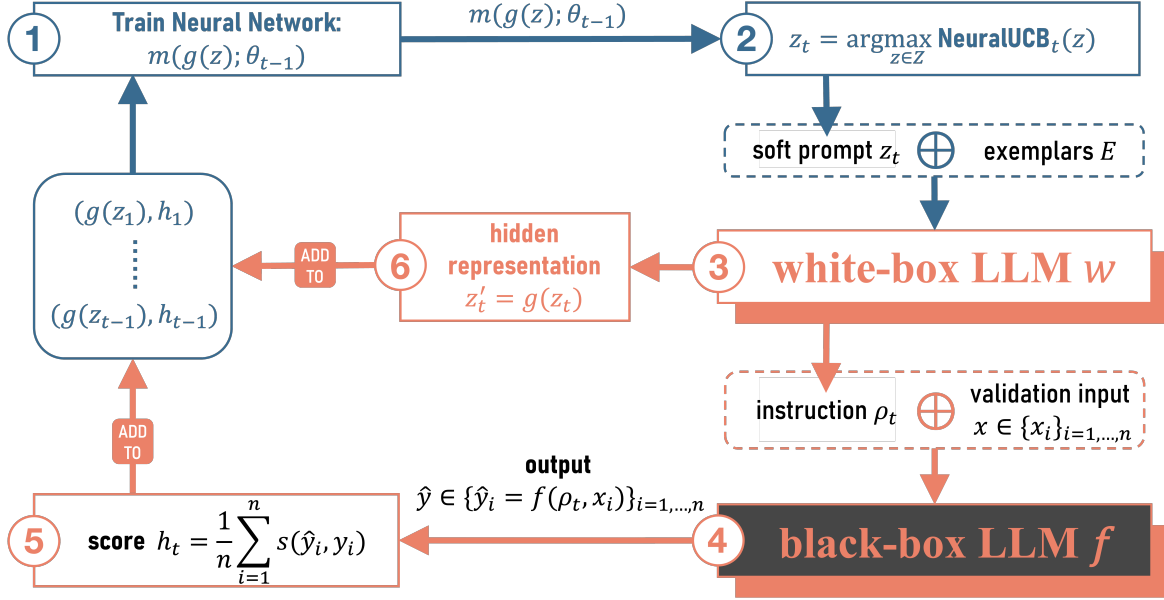 1
Train Neural Network:
m(g(z); θ_{t−1})
m(g(z); θ_{t−1})
2
z_t = argmax_{z∈Z} NeuralUCB_t(z)
soft prompt z_t ⊕ exemplars E
3
white-box LLM w
6
hidden
representation
z′_t = g(z_t)
ADD
TO
(g(z_1), h_1)
(g(z_{t−1}), h_{t−1})
instruction ρ_t ⊕
validation input
x ∈ {x_i}_{i=1,…,n}
4
black-box LLM f
output
ŷ ∈ {ŷ_i = f(ρ_t, x_i)}_{i=1,…,n}
5
score h_t = \frac{1}{n} \sum_{i=1}^{n} s(ŷ_i, y_i)
ADD
TO